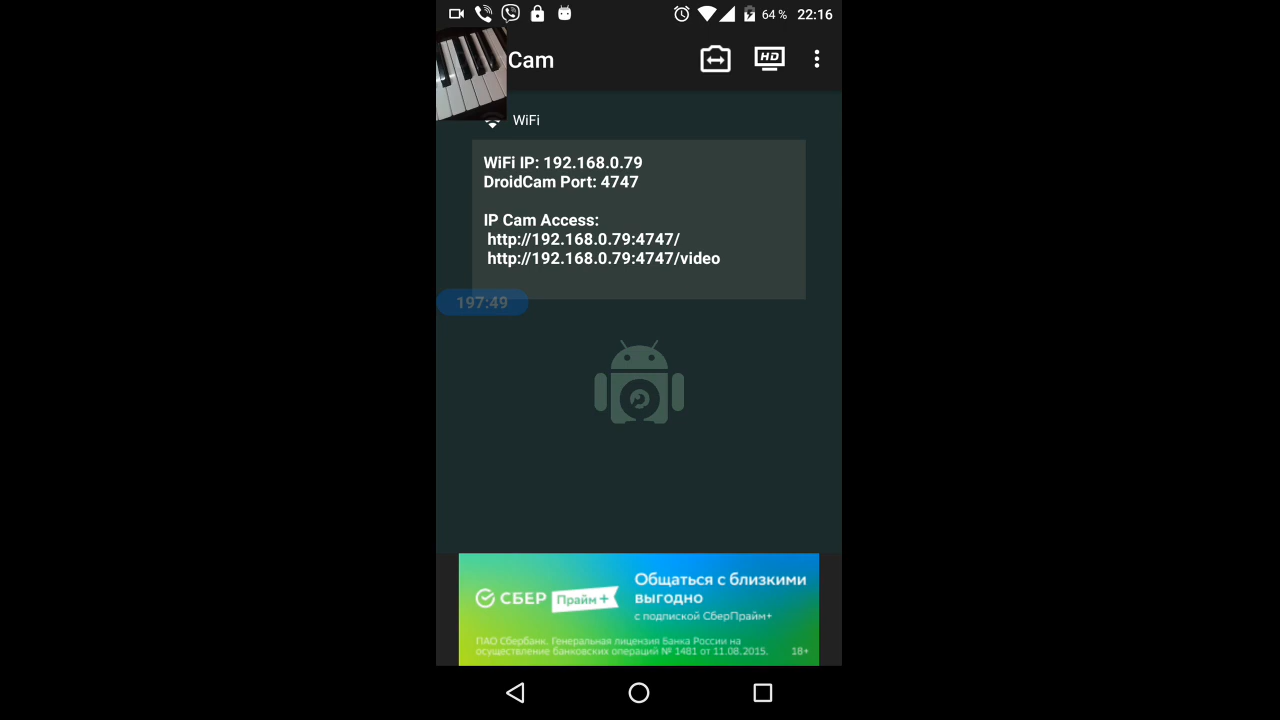 64 %
22:16
Cam
HD
WiFi
WiFi IP: 192.168.0.79
DroidCam Port: 4747
IP Cam Access:
http://192.168.0.79:4747/
http://192.168.0.79:4747/video
197:49
СБЕР Прайм+
Общаться с близкими
выгодно
с подпиской СберПрайм+
ПАО Сбербанк. Генеральная лицензия Банка России на
осуществление банковских операций № 1481 от 11.08.2015.
18+